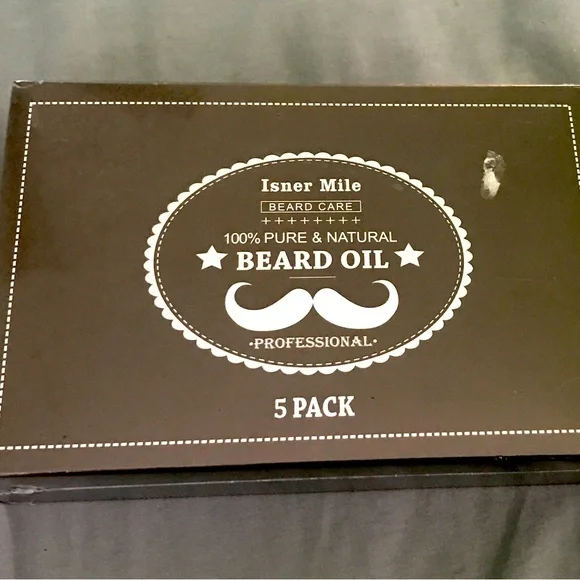 Isner Mile
BEARD CARE
++++++++
100% PURE & NATURAL
BEARD OIL
·PROFESSIONAL·
5 PACK